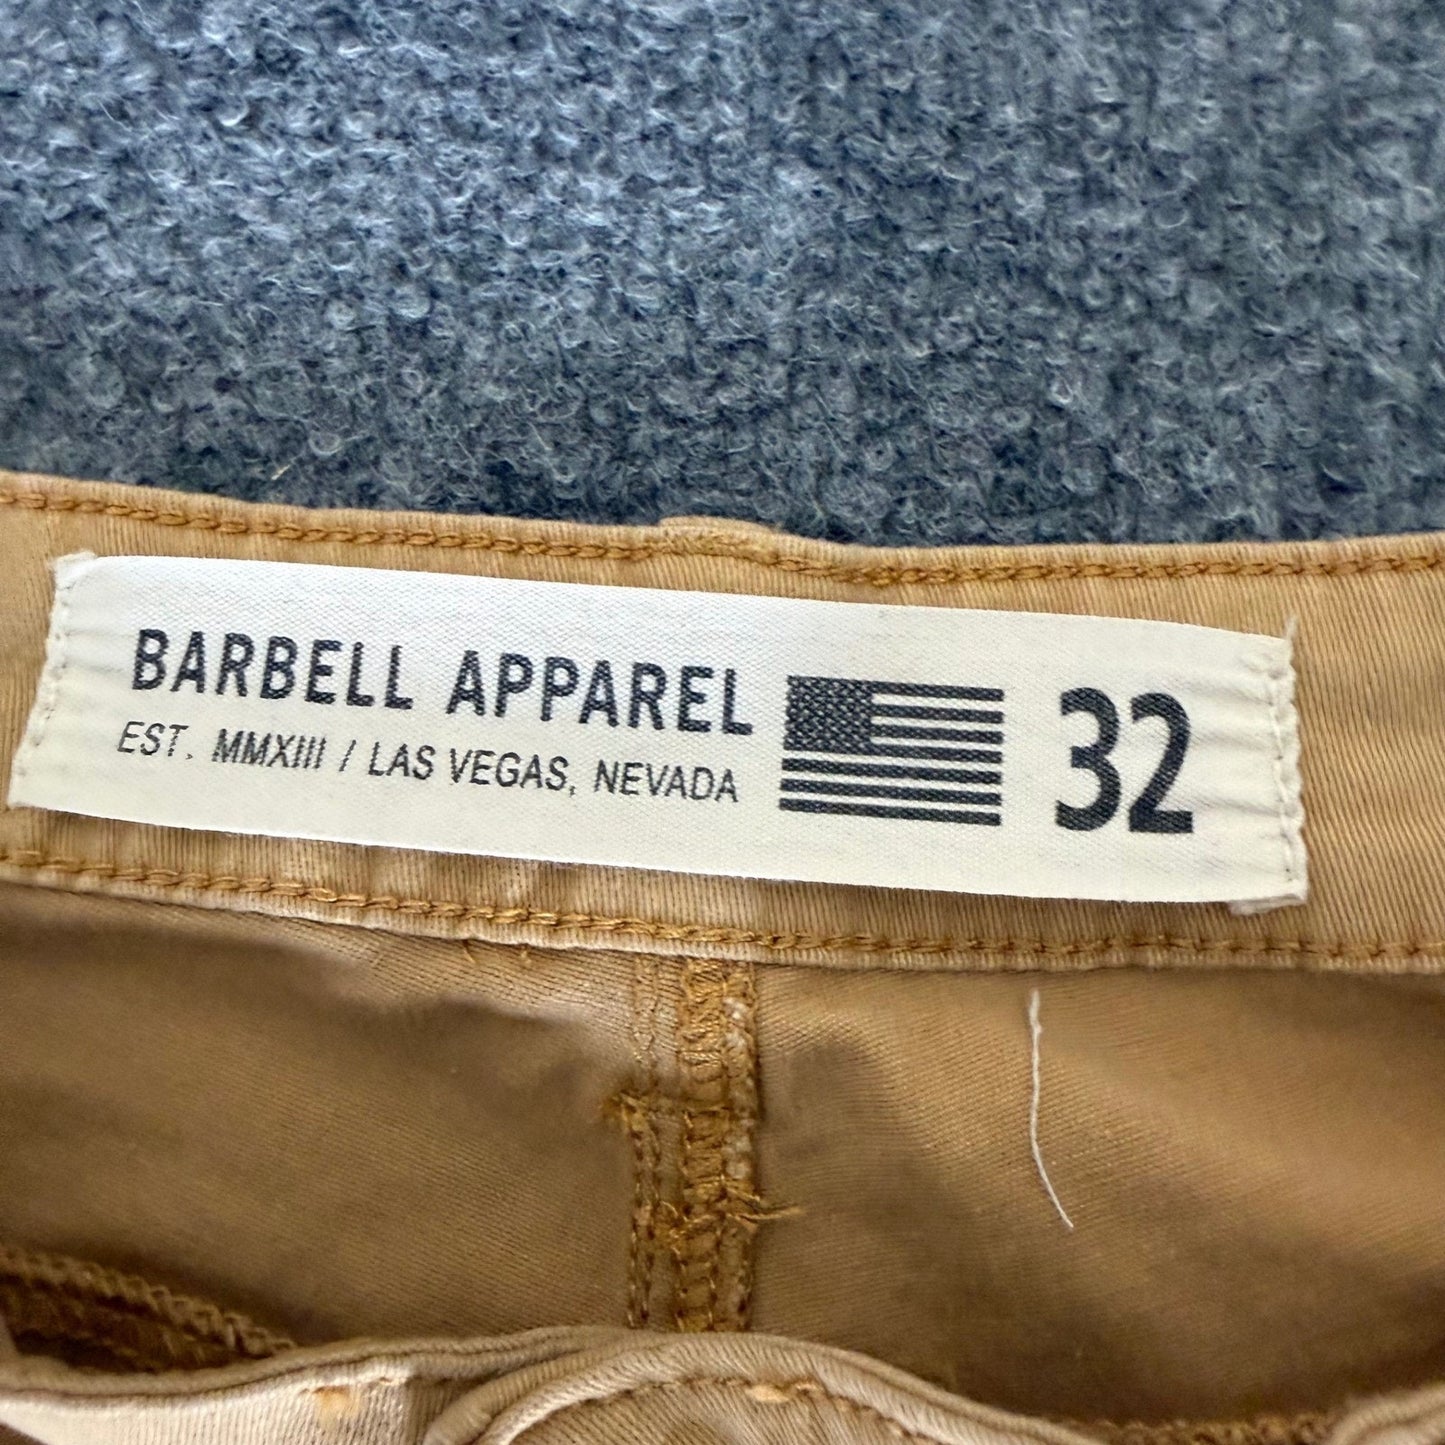 BARBELL APPAREL
EST. MMXIII / LAS VEGAS, NEVADA
32